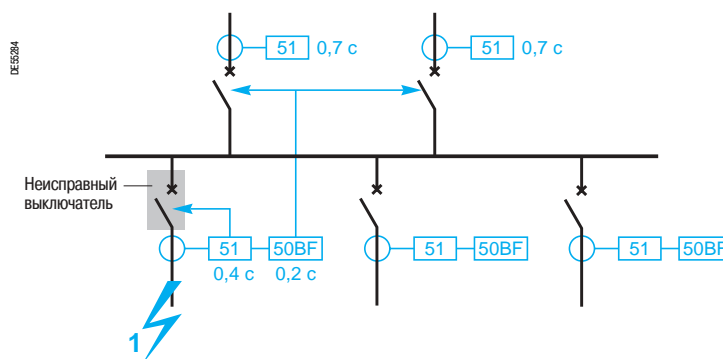 DE55284
51 0,7 с
51 0,7 с
Неисправный
выключатель
51 50BF
0,4 с 0,2 с
51 50BF
51 50BF
1